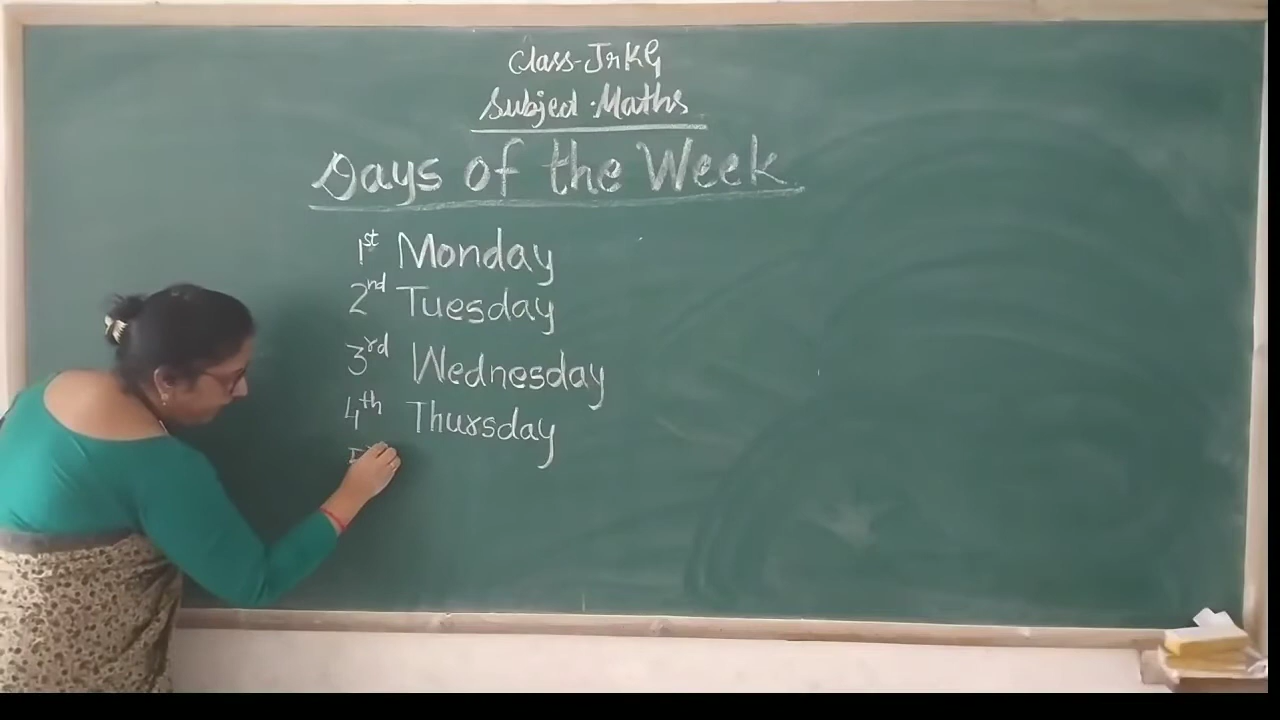 Class-JrKG
Subject.Maths
Days of the Week
1st Monday
2nd Tuesday
3rd Wednesday
4th Thursday